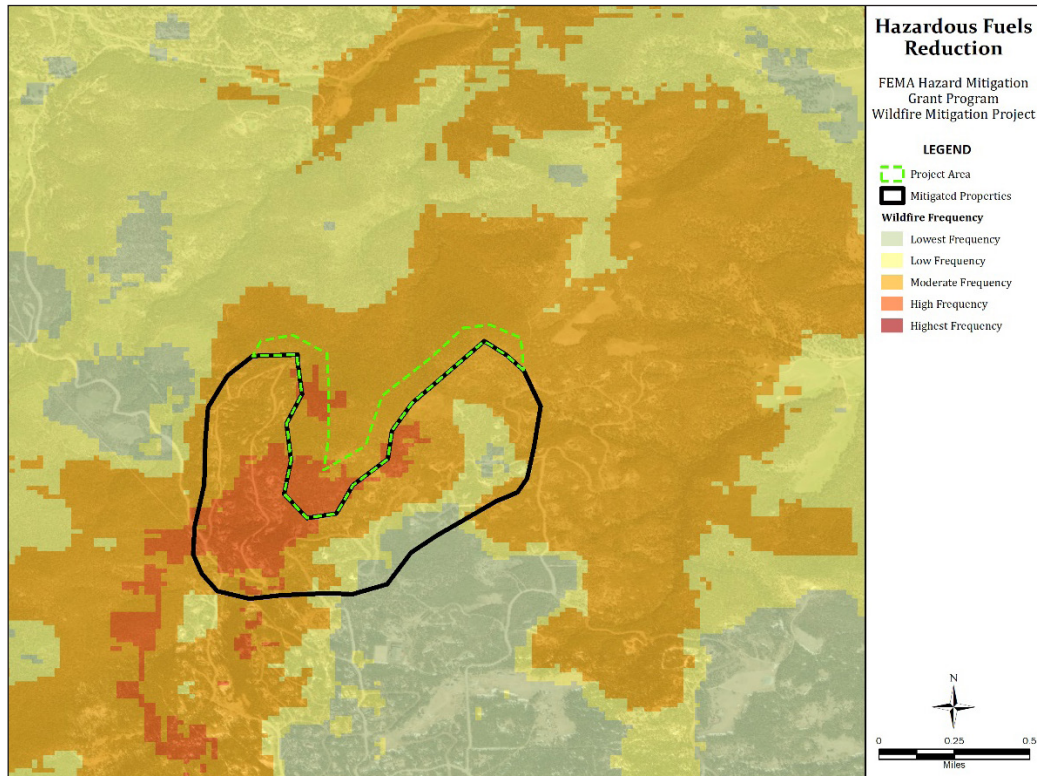 Hazardous Fuels
Reduction
FEMA Hazard Mitigation
Grant Program
Wildfire Mitigation Project
LEGEND
Project Area
Mitigated Properties
Wildfire Frequency
Lowest Frequency
Low Frequency
Moderate Frequency
High Frequency
Highest Frequency
N
0 0.25 0.5
Miles